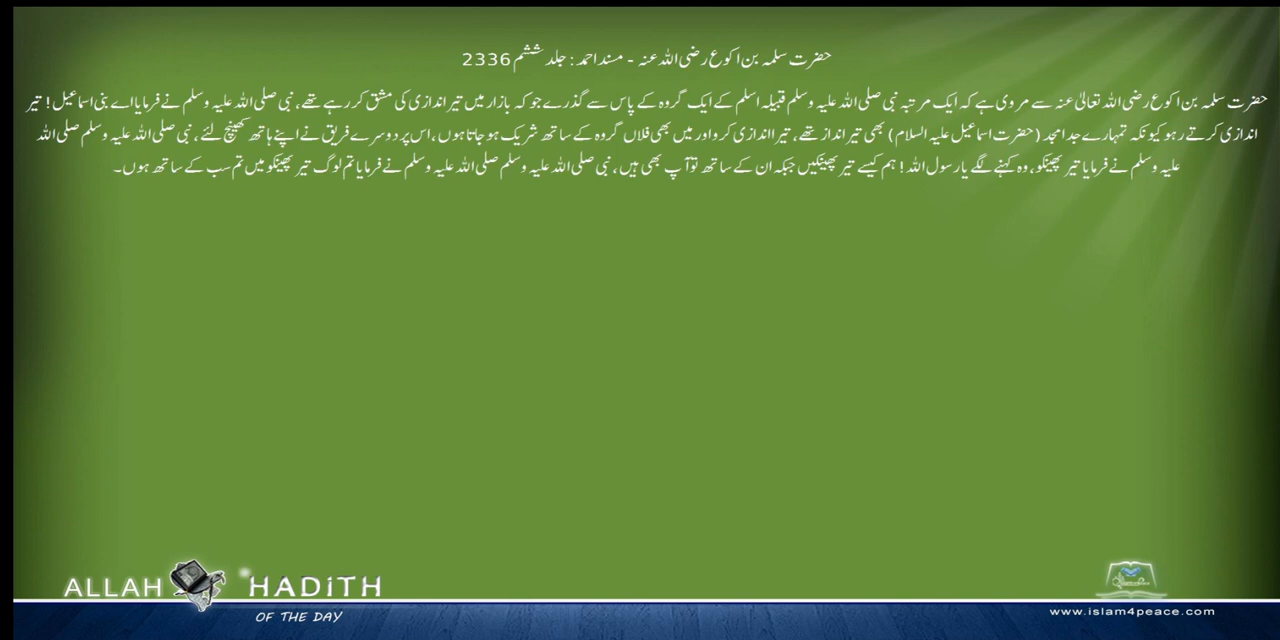 حضرت سلمہ بن اکوع رضی اللہ عنہ - مسند احمد: جلد ششم 2336
حضرت سلمہ بن اکوع رضی اللہ تعالیٰ عنہ سے مروی ہے کہ ایک مرتبہ نبی صلی اللہ علیہ وسلم قبیلہ اسلم کے ایک گروہ کے پاس سے گذرے جو کہ بازار میں تیر اندازی کی مشق کر رہے تھے، نبی صلی اللہ علیہ وسلم نے فرمایا اے بنی اسماعیل! تیر
اندازی کرتے رہو کیونکہ تمہارے جد امجد (حضرت اسماعیل علیہ السلام) بھی تیر انداز تھے، تیرا اندازی کرو اور میں بھی فلاں گروہ کے ساتھ شریک ہو جاتا ہوں، اس پر دوسرے فریق نے اپنے ہاتھ کھینچ لئے، نبی صلی اللہ علیہ وسلم صلی اللہ
علیہ وسلم نے فرمایا تیر پھینکو، وہ کہنے لگے یا رسول اللہ! ہم کیسے تیر پھینکیں جبکہ ان کے ساتھ تو آپ بھی ہیں، نبی صلی اللہ علیہ وسلم صلی اللہ علیہ وسلم نے فرمایا تم لوگ تیر پھینکو میں تم سب کے ساتھ ہوں۔
ALLAH HADITH
OF THE DAY
www.islam4peace.com